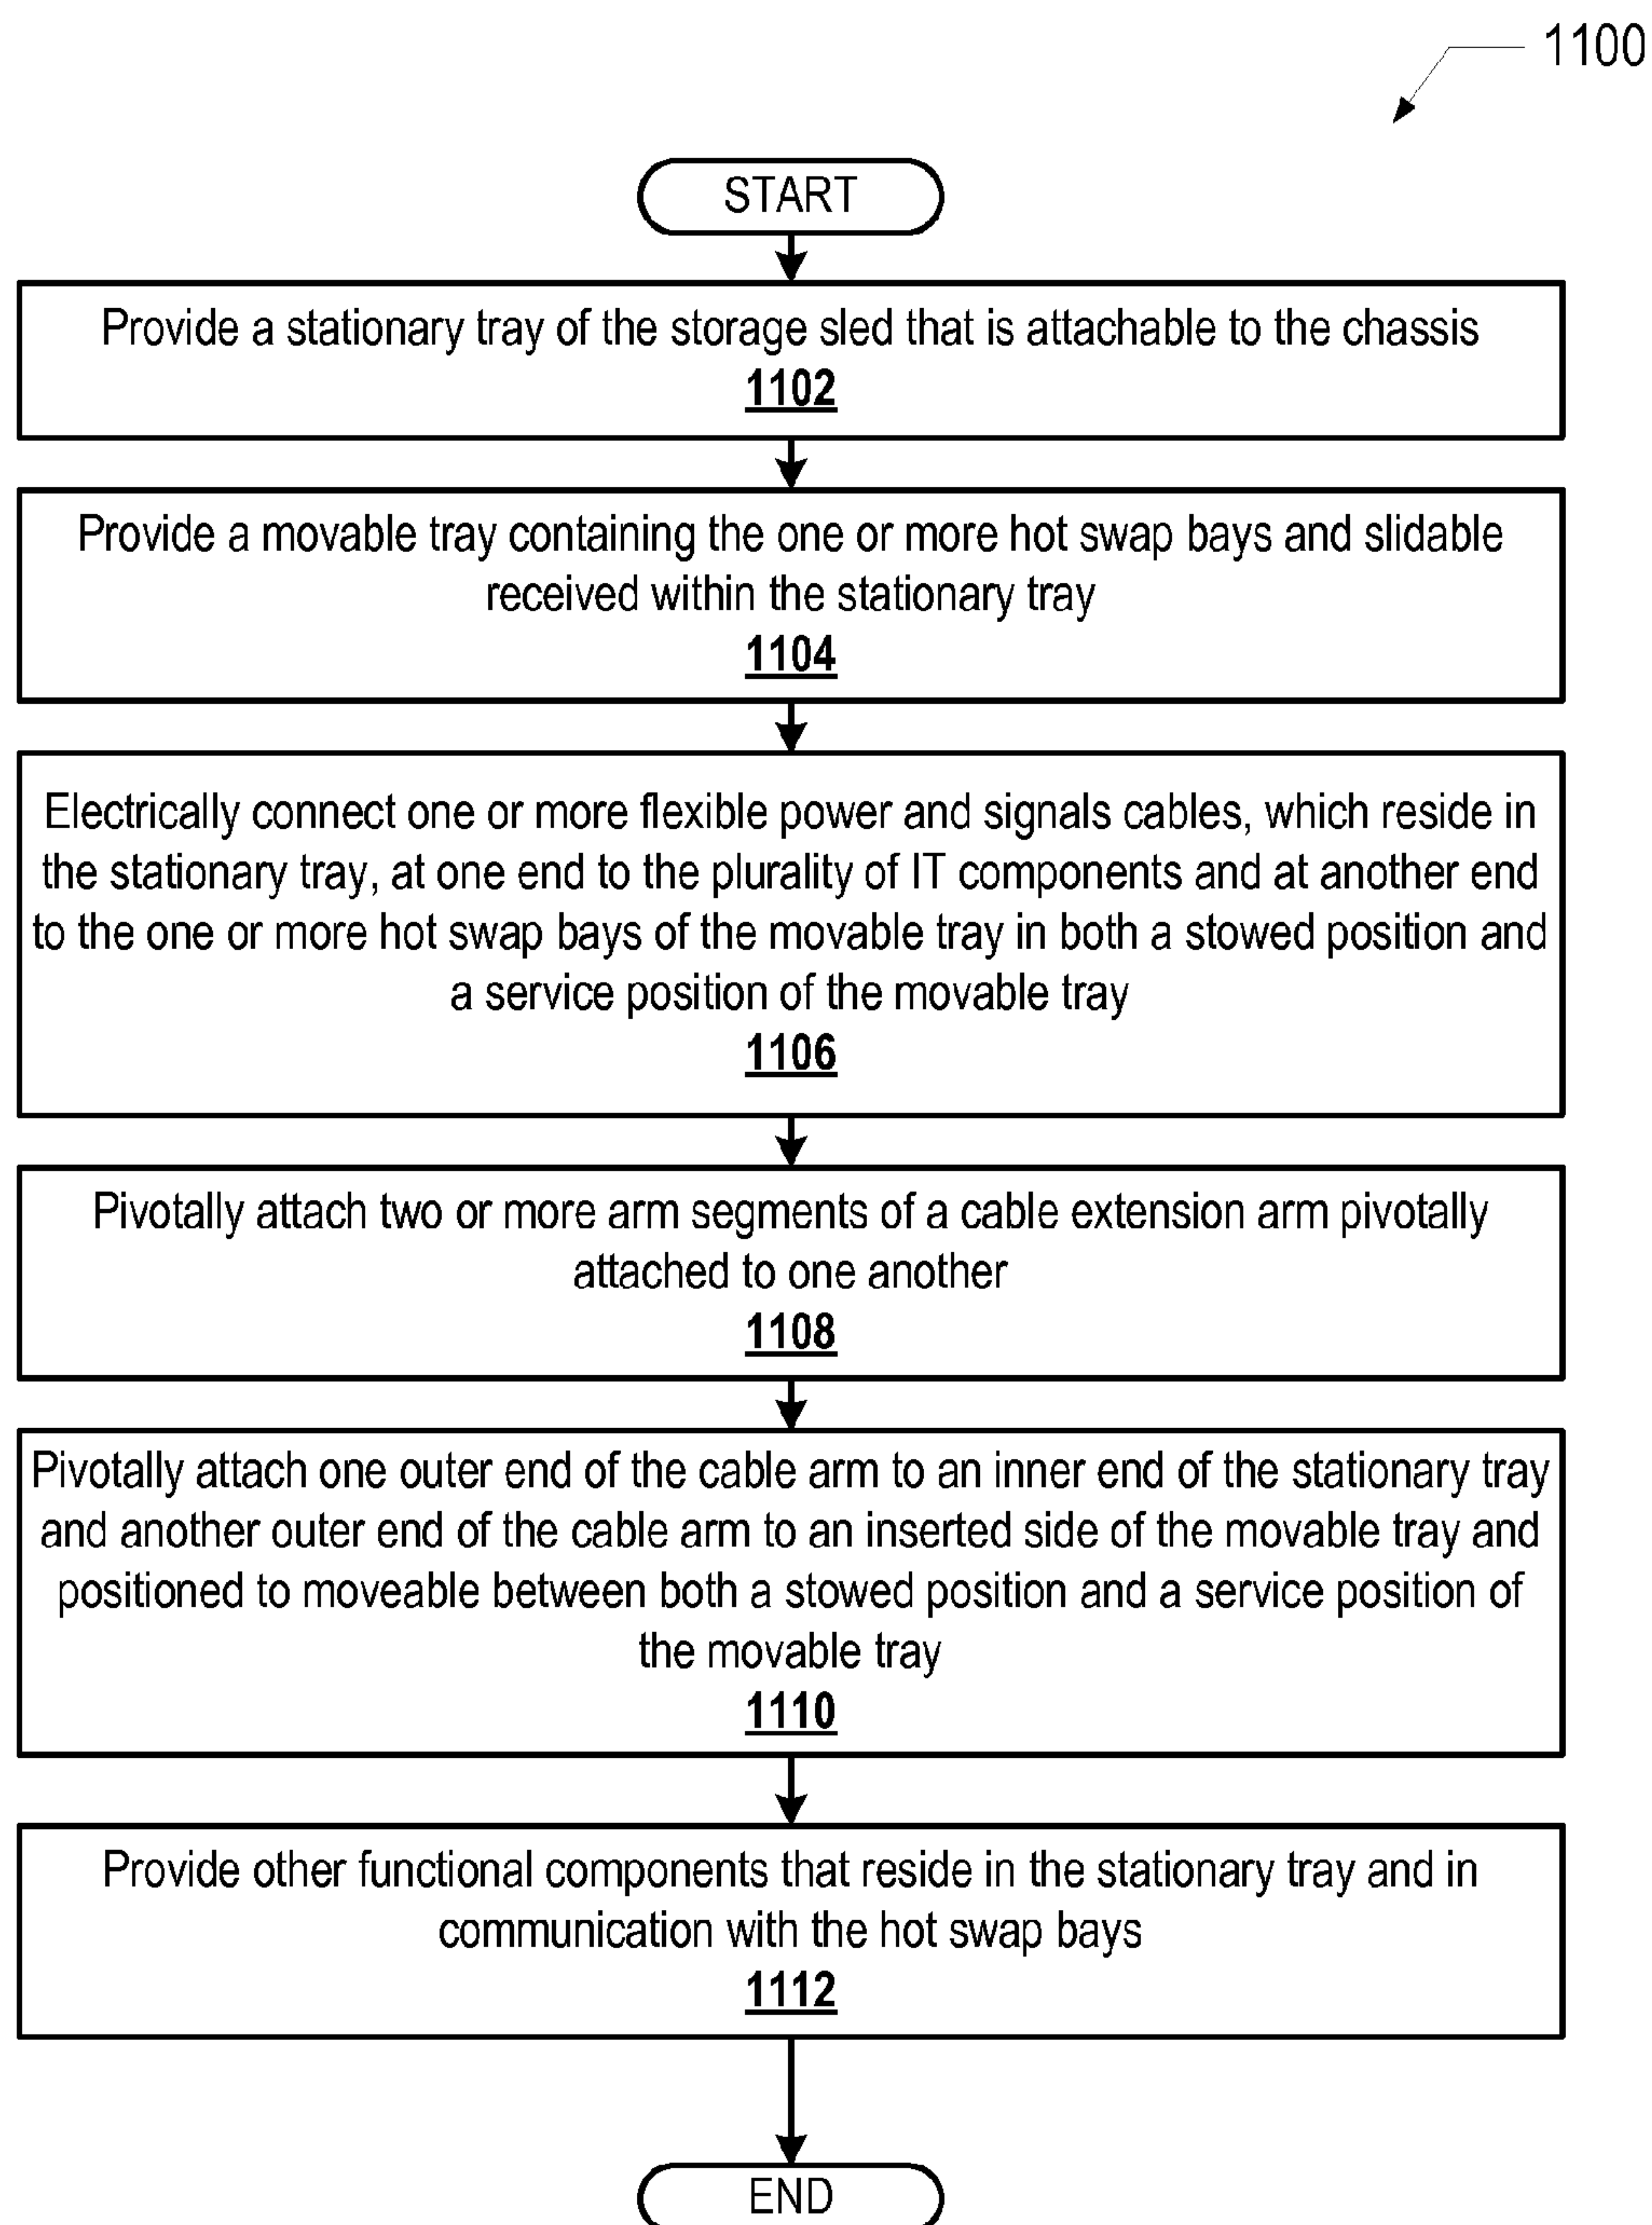 1100
START
Provide a stationary tray of the storage sled that is attachable to the chassis
1102
Provide a movable tray containing the one or more hot swap bays and slidable
received within the stationary tray
1104
Electrically connect one or more flexible power and signals cables, which reside in
the stationary tray, at one end to the plurality of IT components and at another end
to the one or more hot swap bays of the movable tray in both a stowed position and
a service position of the movable tray
1106
Pivotally attach two or more arm segments of a cable extension arm pivotally
attached to one another
1108
Pivotally attach one outer end of the cable arm to an inner end of the stationary tray
and another outer end of the cable arm to an inserted side of the movable tray and
positioned to moveable between both a stowed position and a service position of
the movable tray
1110
Provide other functional components that reside in the stationary tray and in
communication with the hot swap bays
1112
END